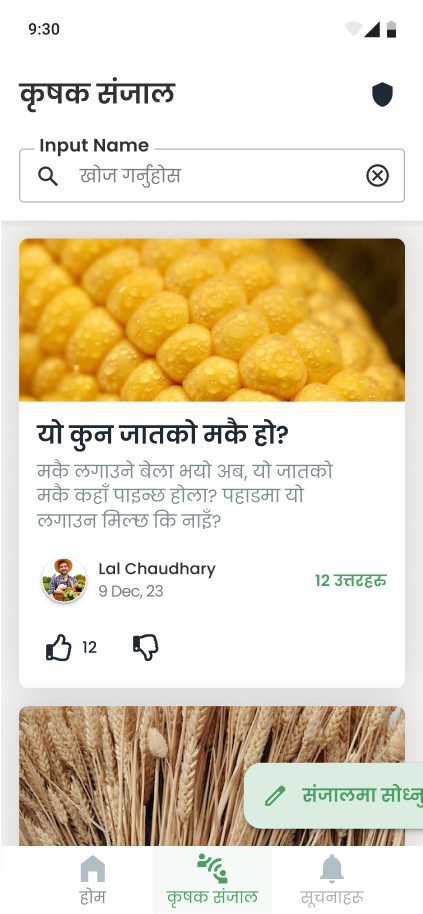 9:30
कृषक संजाल
Input Name
खोज गर्नुहोस
यो कुन जातको मकै हो?
मकै लगाउने बेला भयो अब, यो जातको
मकै कहाँ पाइन्छ होला? पहाडमा यो
लगाउन मिल्छ कि नाइँ?
Lal Chaudhary
9 Dec, 23
12 उत्तरहरु
12
संजालमा
होम
कृषक संजाल
सूचनाहरू